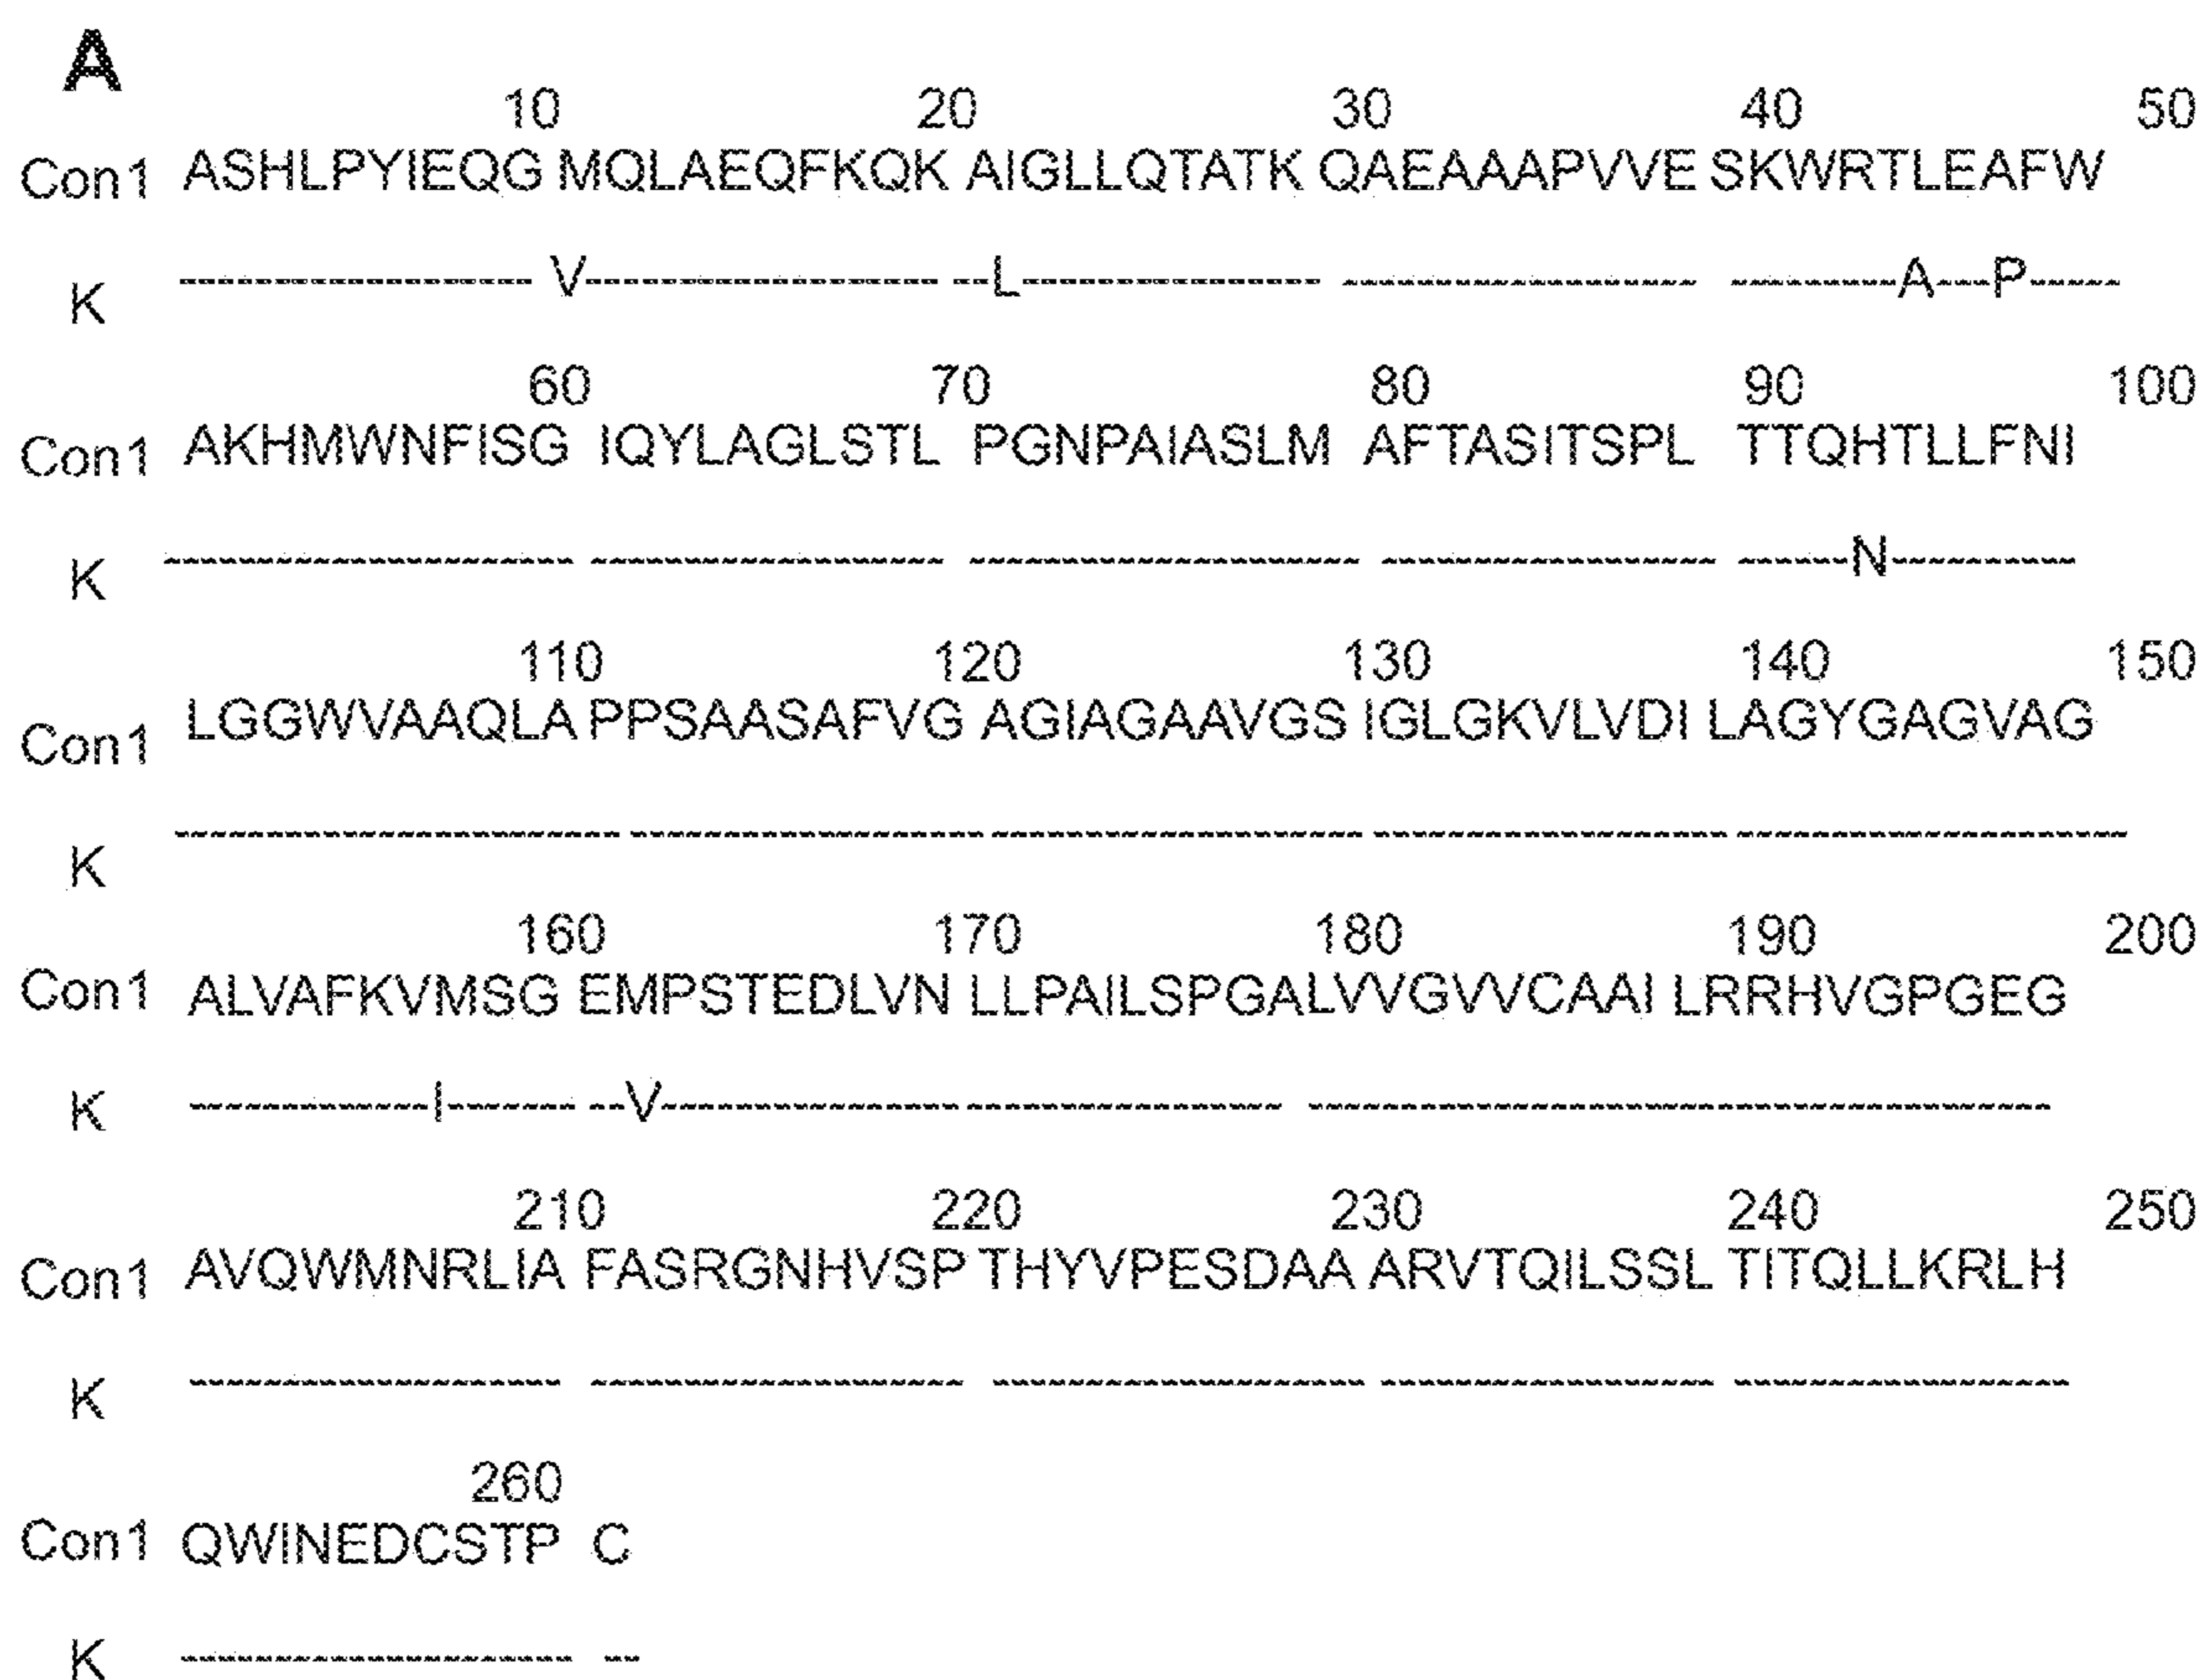 A
10 20 30 40 50
Con1 ASHLPYIEQG MQLAEQFKQK AIGLLQTATK QAEAAAPVVE SKWRTLEAFW
K ------------------- V------------------- --L---------------- ------------------- ---------A---P-----
60 70 80 90 100
Con1 AKHMWNFISG IQYLAGLSTL PGNPAIASLM AFTASITSPL TTQHTLLFNI
K ---------------------- ------------------- --------------------- ------------------ ------N----------
110 120 130 140 150
Con1 LGGWVAAQLA PPSAASAFVG AGIAGAAVGS IGLGKVLVDI LAGYGAGVAG
K ------------------------ ------------------- -------------------- ------------------- ---------------------
160 170 180 190 200
Con1 ALVAFKVMSG EMPSTEDLVN LLPAILSPGALVVGVVCAAI LRRHVGPGEG
K -------------I------- --V---------------- ----------------- ----------------------------------------
210 220 230 240 250
Con1 AVQWMNRLIA FASRGNHVSP THYVPESDAA ARVTQILSSL TITQLLKRLH
K -------------------- -------------------- -------------------- ------------------ ------------------
260
Con1 QWINEDCSTP C
K --------------------- --